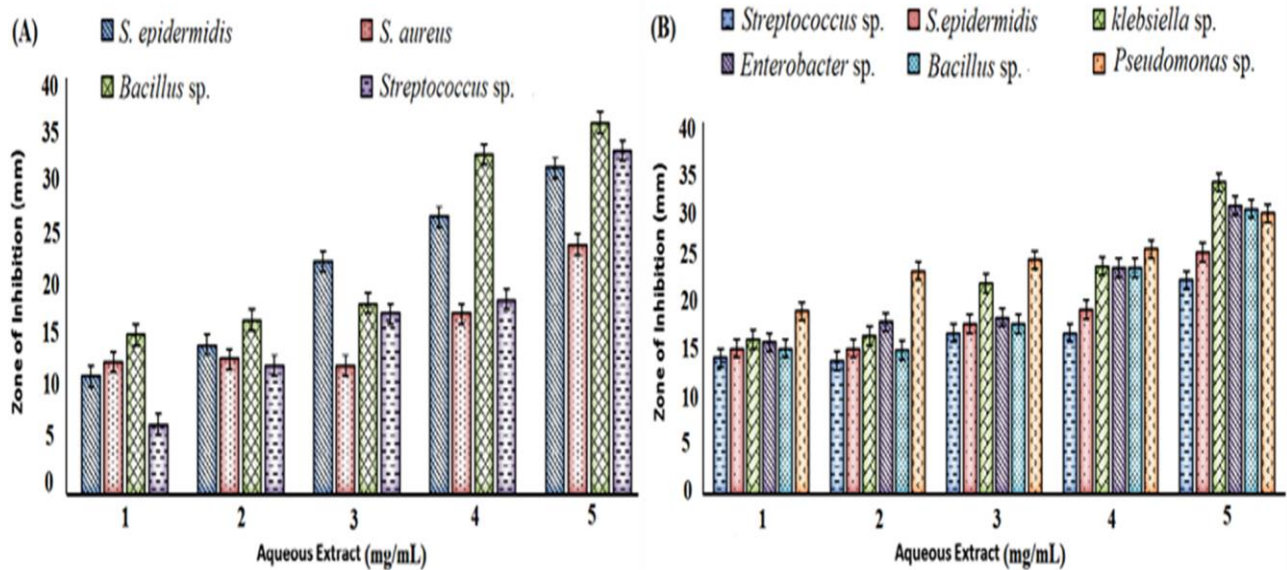 (A)
S. epidermidis
S. aureus
Bacillus sp.
Streptococcus sp.
40
35
30
25
20
15
10
5
0
Zone of Inhibition (mm)
1 2 3 4 5
Aqueous Extract (mg/mL)
(B)
Streptococcus sp.
S.epidermidis
klebsiella sp.
Enterobacter sp.
Bacillus sp.
Pseudomonas sp.
40
35
30
25
20
15
10
5
0
Zone of Inhibition (mm)
1 2 3 4 5
Aqueous Extract (mg/mL)